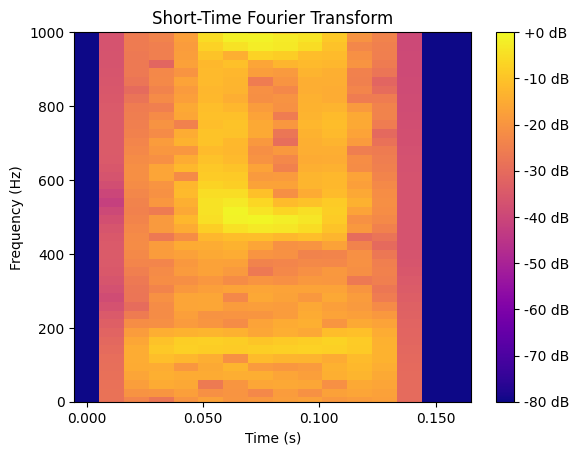 Short-Time Fourier Transform
1000
800
600
400
200
0
Frequency (Hz)
0.000
0.050
0.100
0.150
Time (s)
+0 dB
-10 dB
-20 dB
-30 dB
-40 dB
-50 dB
-60 dB
-70 dB
-80 dB